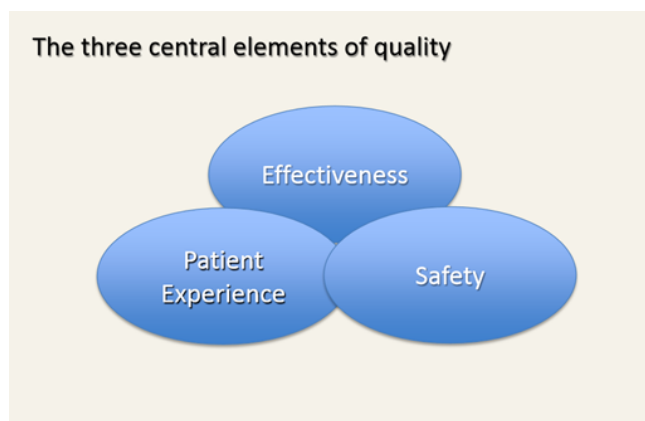 The three central elements of quality
Effectiveness
Patient
Experience
Safety